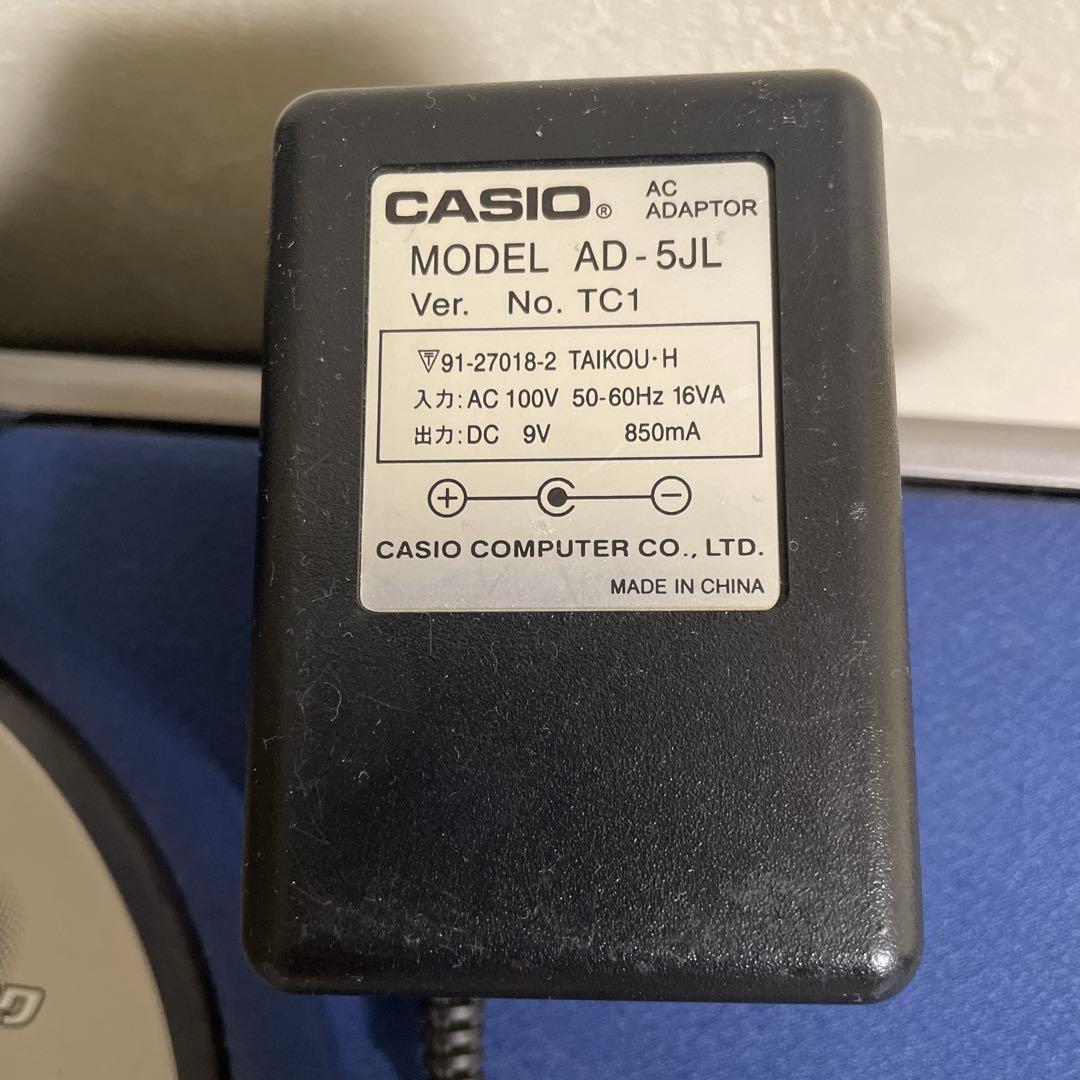 CASIO® AC
ADAPTOR
MODEL AD-5JL
Ver. No. TC1
〒91-27018-2 TAIKOU・H
入力:AC 100V 50-60Hz 16VA
出力:DC 9V 850mA
+ −
CASIO COMPUTER CO., LTD.
MADE IN CHINA
ク